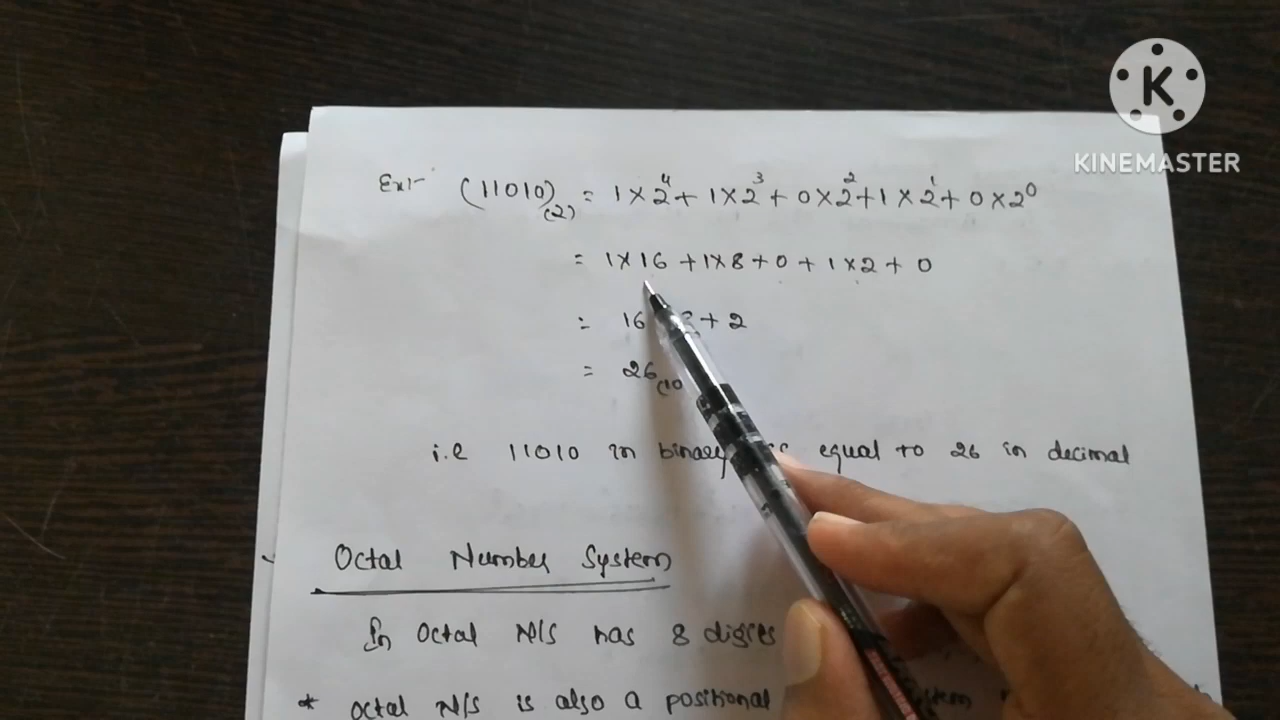 K
KINEMASTER
Ex:- (11010)₍₂₎ = 1×2⁴ + 1×2³ + 0×2² + 1×2¹ + 0×2⁰
= 1×16 + 1×8 + 0 + 1×2 + 0
= 16 + 2
= 26₍₁₀
i.e 11010 in binary equal to 26 in decimal
Octal Number System
In Octal N/S has 8 digits
* octal N/S is also a positional